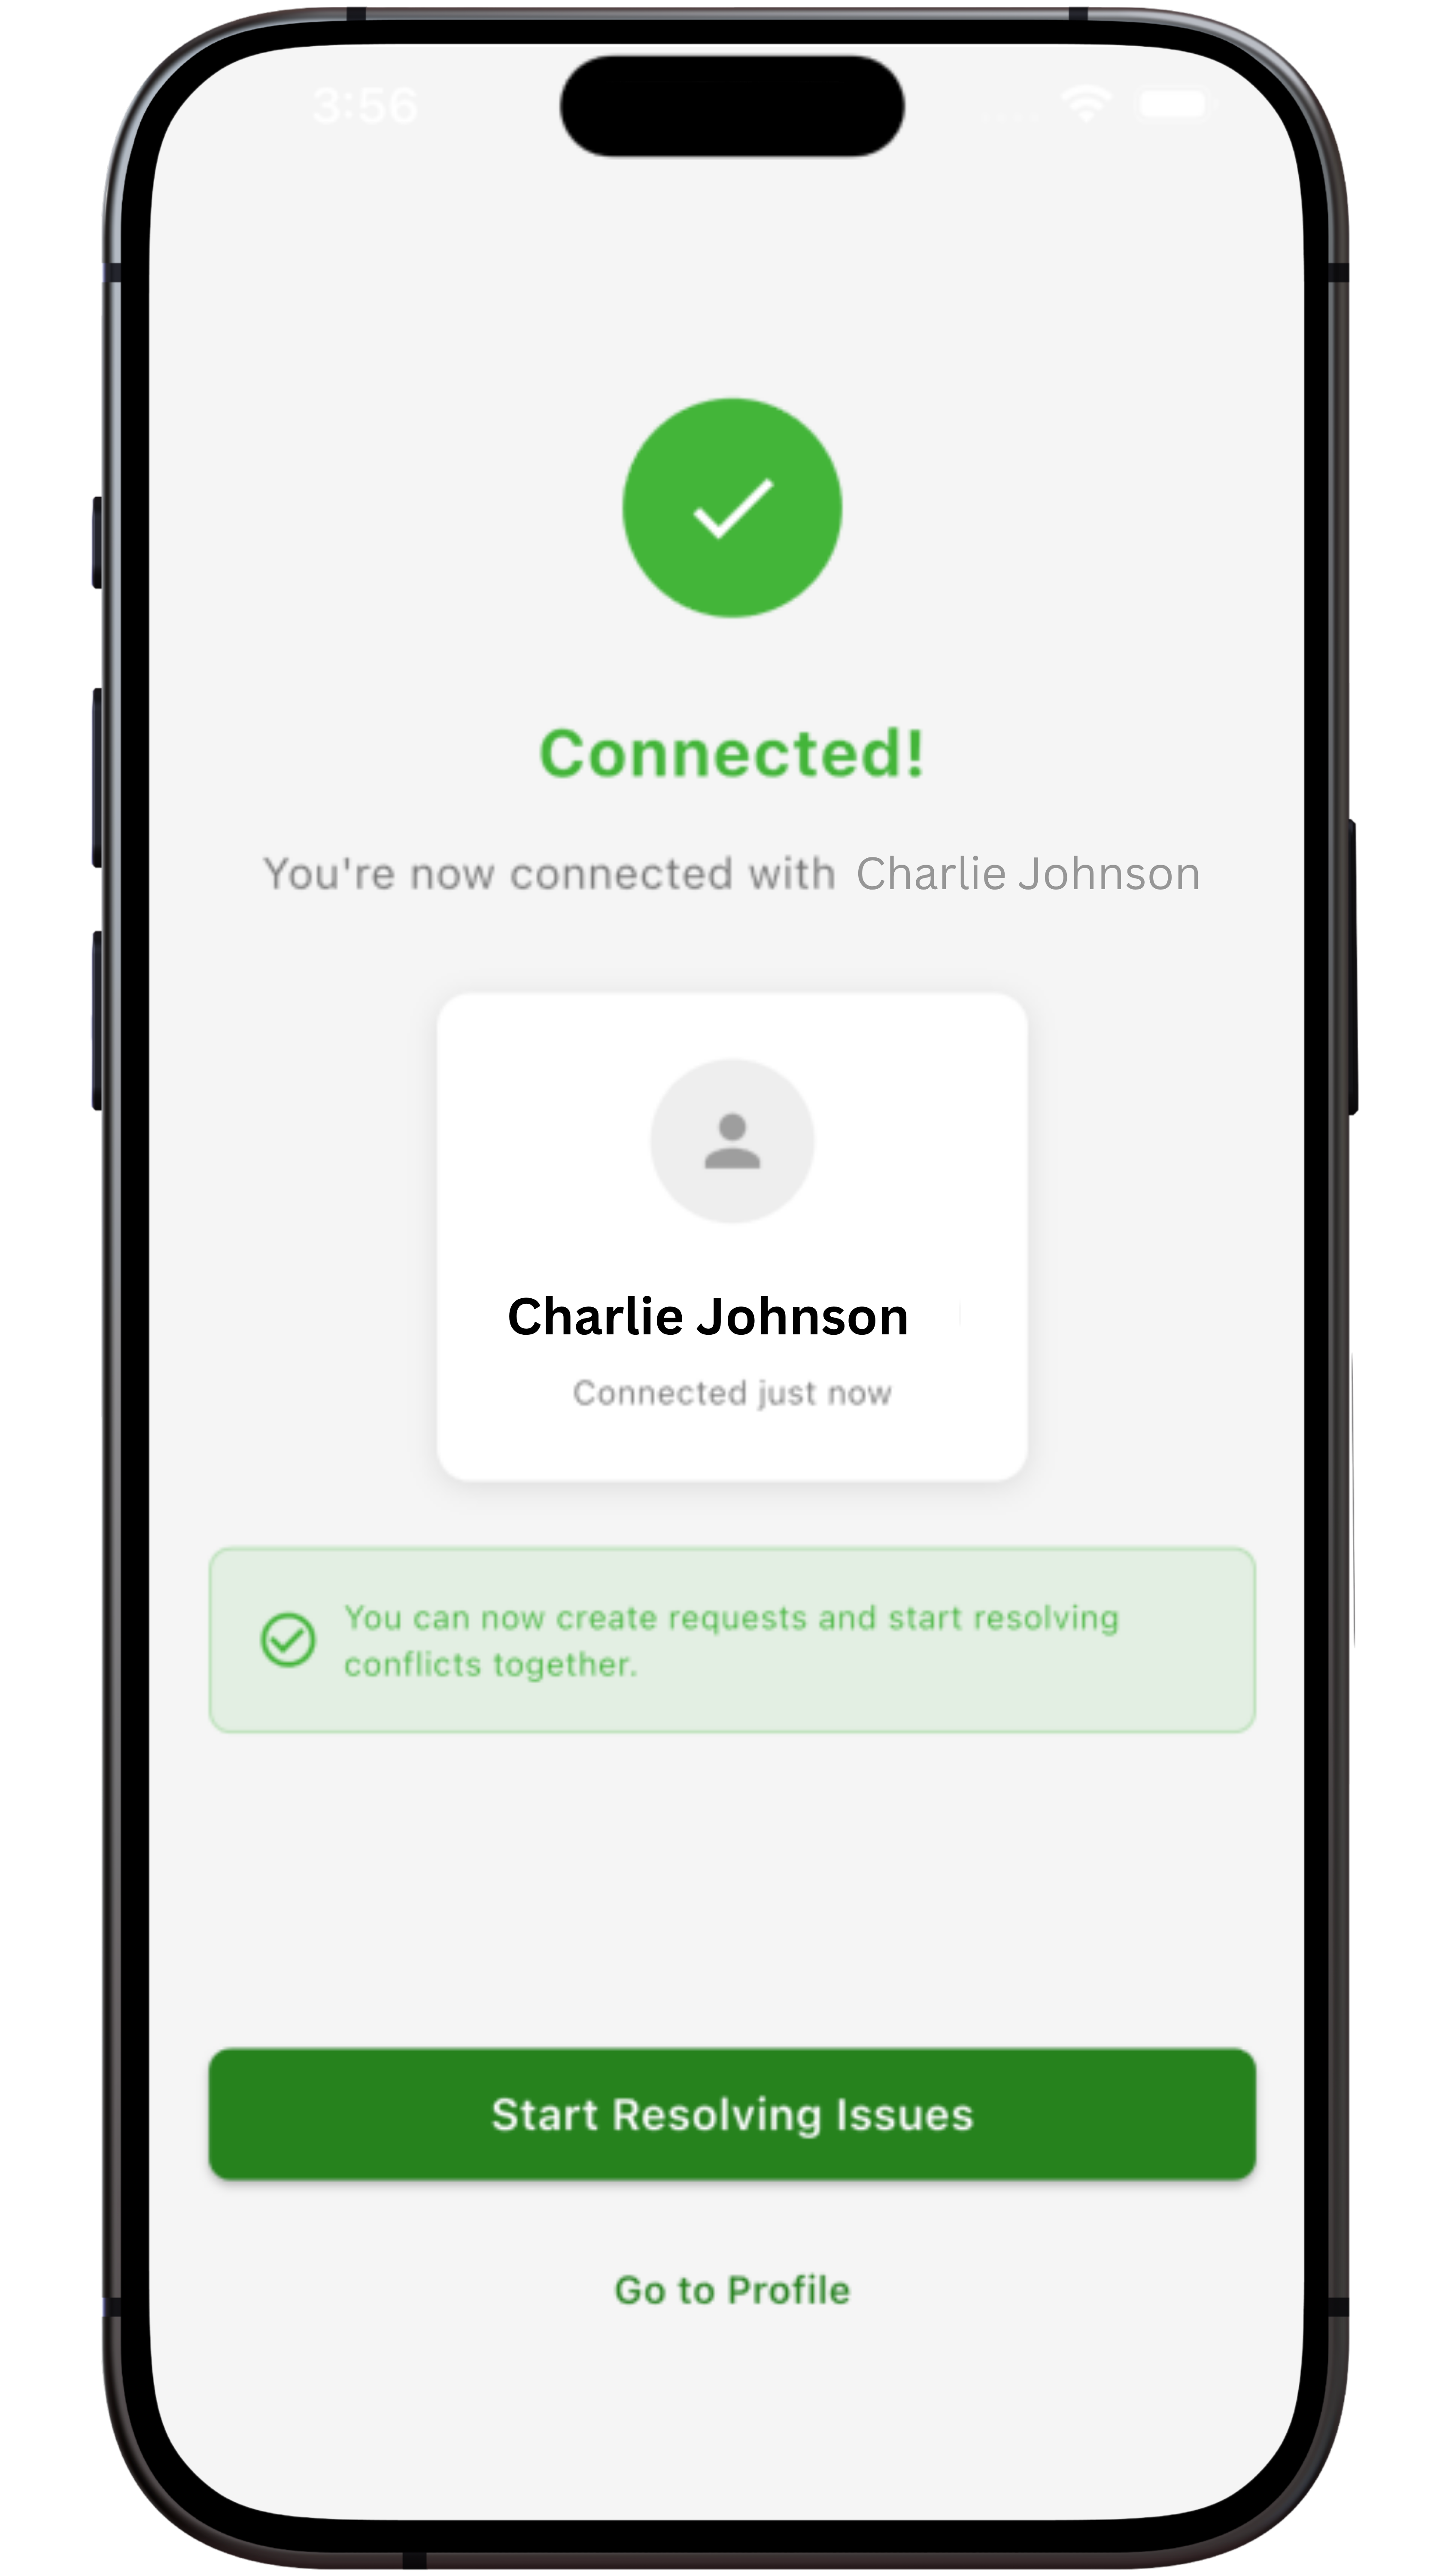 3:56
Connected!
You're now connected with Charlie Johnson
Charlie Johnson
Connected just now
You can now create requests and start resolving
conflicts together.
Start Resolving Issues
Go to Profile